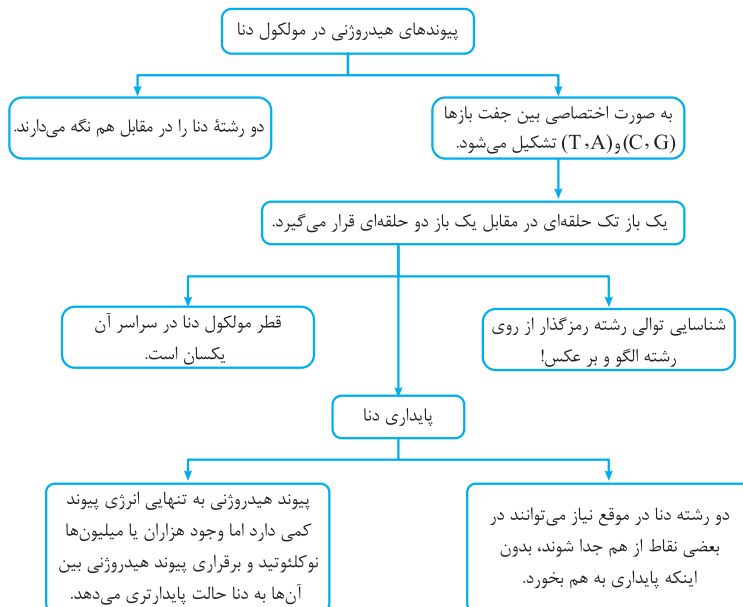 پیوندهای هیدروژنی در مولکول دنا
به صورت اختصاصی بین جفت بازها
(C، G) و (T،A) تشکیل می‌شود.
دو رشتهٔ دنا را در مقابل هم نگه می‌دارند.
یک باز تک حلقه‌ای در مقابل یک باز دو حلقه‌ای قرار می‌گیرد.
شناسایی توالی رشته رمزگذار از روی
رشته الگو و بر عکس!
قطر مولکول دنا در سراسر آن
یکسان است.
پایداری دنا
دو رشته دنا در موقع نیاز می‌توانند در
بعضی نقاط از هم جدا شوند، بدون
اینکه پایداری به هم بخورد.
پیوند هیدروژنی به تنهایی انرژی پیوند
کمی دارد اما وجود هزاران یا میلیون‌ها
نوکلئوتید و برقراری پیوند هیدروژنی بین
آن‌ها به دنا حالت پایدارتری می‌دهد.